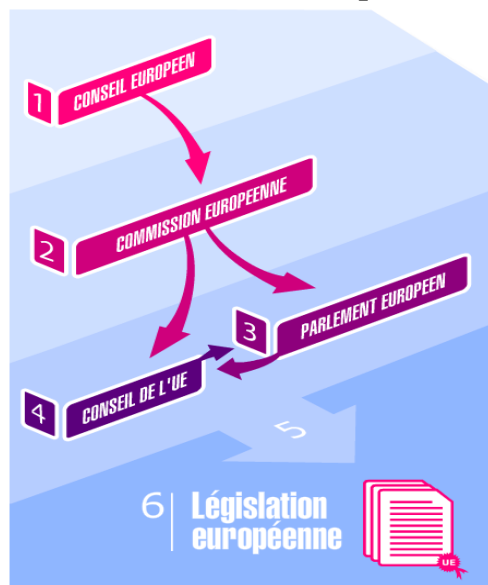 1 CONSEIL EUROPEEN
2 COMMISSION EUROPEENNE
3 PARLEMENT EUROPEEN
4 CONSEIL DE L'UE
5
6 Législation
européenne
UE